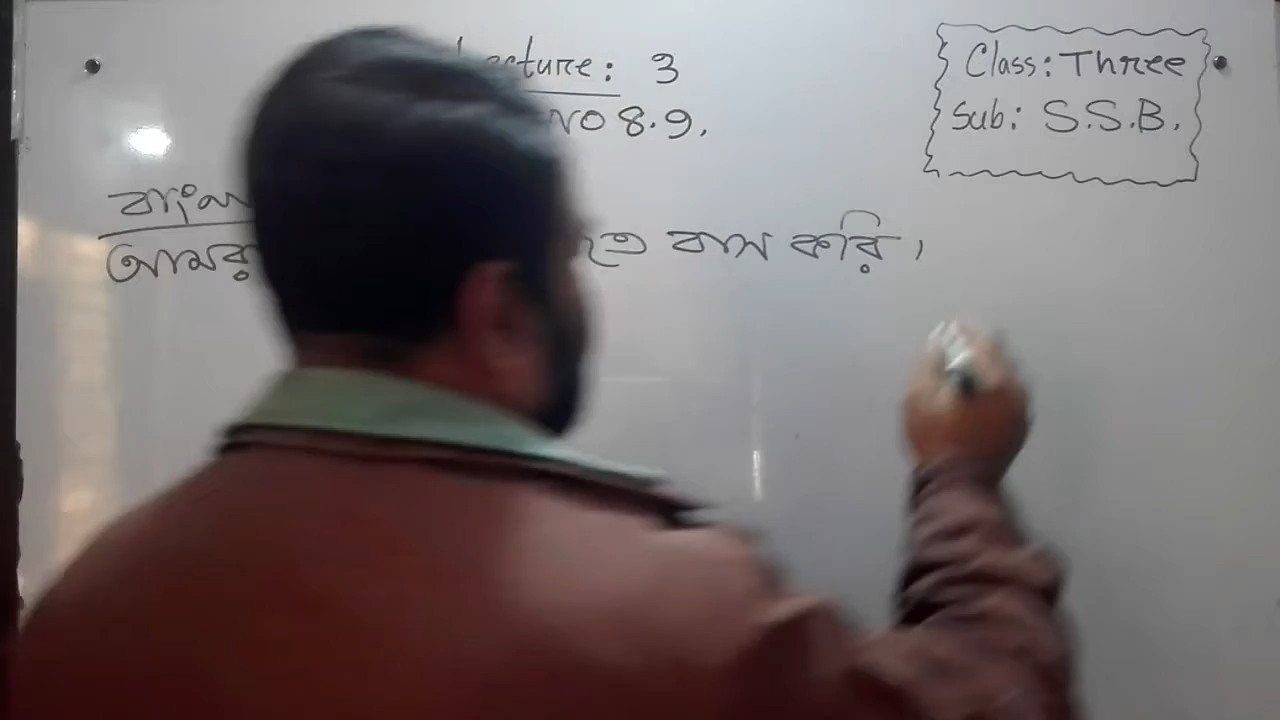 Lecture: 3
NO 8.9.
Class: Three
Sub: S.S.B.
আমরা বাস করি।